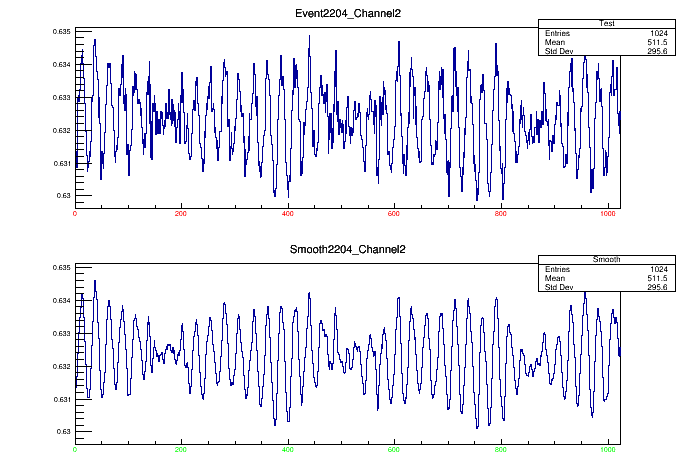 Event2204_Channel2
Test
Entries 1024
Mean 511.5
Std Dev 295.6
0.635
0.634
0.633
0.632
0.631
0.63
0 200 400 600 800 1000
Smooth2204_Channel2
Smooth
Entries 1024
Mean 511.5
Std Dev 295.6
0.635
0.634
0.633
0.632
0.631
0.63
0 200 400 600 800 1000